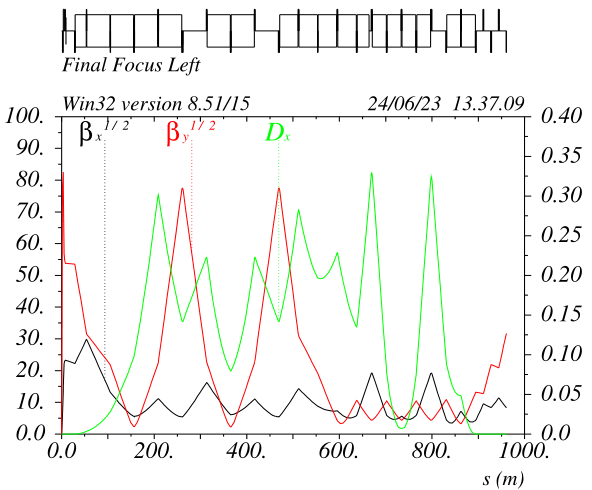 Final Focus Left
Win32 version 8.51/15 24/06/23 13.37.09
βx1/2 βy1/2 Dx
100. 0.40
90. 0.35
80. 0.30
70. 0.25
60. 0.20
50. 0.15
40. 0.10
30. 0.05
20. 0.0
10.
0.0
0.0 200. 400. 600. 800. 1000.
s (m)